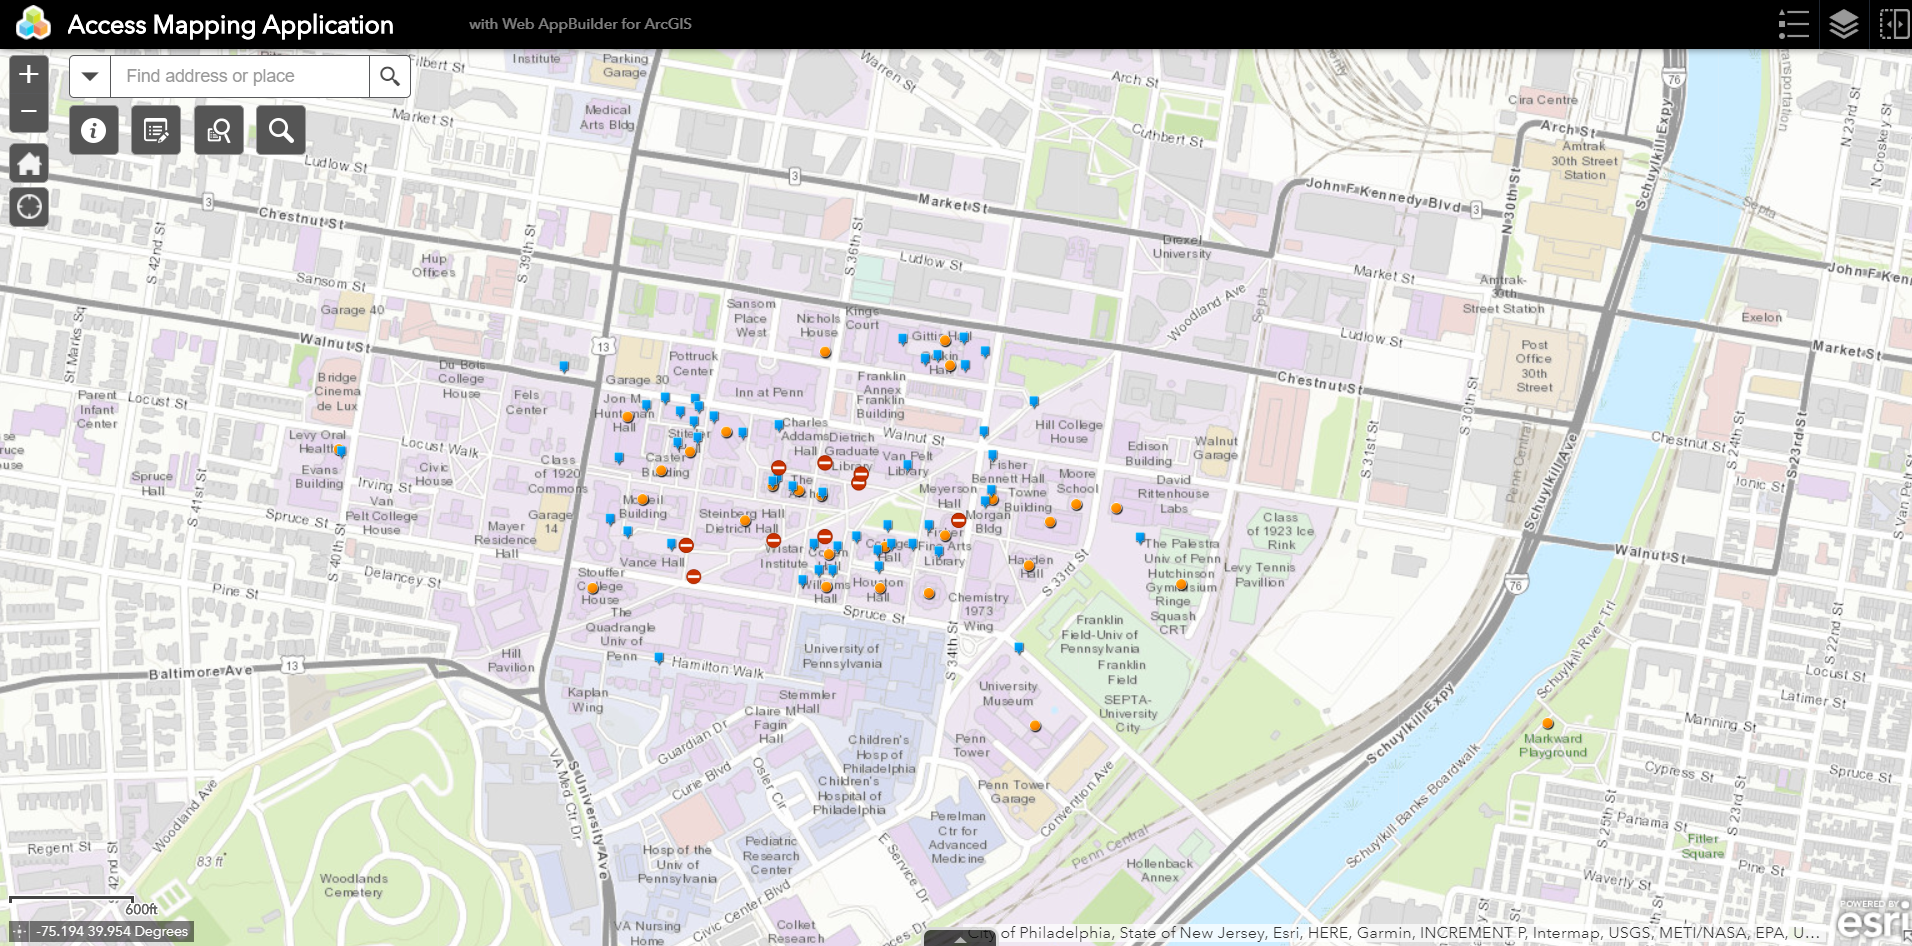 Access Mapping Application
with Web AppBuilder for ArcGIS
Find address or place
Filbert St
Institute
Parking
Garage
Warren St
Arch St
76
Cira Centre
N 23rd St
N Croskey St
Medical
Arts Bldg
Market St
Cuthbert St
Arch St
Amtrak
30th Street
Station
Schuylkill Expy
Ludlow St
3
John F Kennedy Blvd
3
N 30th St
Septa
3
Chestnut St
Market St
S 42nd St
S 39th St
S 36th St
Drexel
University
Hup
Offices
Ludlow St
Market St
John F Kenn
Sansom St
Amtrak-
30th
Street Station
Woodland Ave
Septa
Garage 40
Sansom
Place
West
Nichols
House
Kings
Court
Exelon
St Marks Sq
Walnut St
13
Gittis Hall
Ludlow St
Market St
Post
Office
30th
Street
Pottruck
Center
Du Bois
College
House
Garage 30
Inn at Penn
Franklin
Annex
Franklin
Building
Chestnut St
Bridge
Cinema
de Lux
Parent
Infant
Center
Locust St
Fels
Center
Jon M
Huntsman
Hall
S 30th St
Charles
Addams
Hall
Dietrich
Graduate
Library
Walnut St
Hill College
House
Edison
Building
Walnut
Garage
S 31st St
Chestnut St
S 24th St
S 23rd St
Levy Oral
Health
Locust Walk
Evans
Building
Civic
House
Class
of 1920
Commons
Caster
Building
Van Pelt
Library
Fisher
Bennett Hall
Moore
School
David
Rittenhouse
Labs
Penn Central
Schuylkill Ave
Ionic St
Spruce
Hall
S 41st St
Irving St
Van
Pelt College
House
McNeil
Building
Meyerson
Hall
Towne
Building
Morgan
Bldg
Spruce St
Garage
14
Steinberg Hall
Dietrich Hall
Class
of 1923 Ice
Rink
Mayer
Residence
Hall
S 40th St
Vance Hall
Wistar
Institute
College
Hall
Fisher
Fine Arts
Library
Hayden
Hall
The Palestra
Univ of Penn
Hutchinson
Gymnasium
Ringe
Squash
CRT
Levy Tennis
Pavilion
Walnut St
76
S Van Pelt St
Delancey St
Pine St
Stouffer
College
House
Williams
Hall
Houston
Hall
S 33rd St
Spruce St
Chemistry
1973
Wing
The
Quadrangle
Univ of
Penn
University of
Pennsylvania
S 34th St
Franklin
Field-Univ of
Pennsylvania
Franklin
Field
Schuylkill River Trl
S 22nd St
Baltimore Ave
13
Hill
Pavilion
Hamilton Walk
Locust St
Latimer St
Kaplan
Wing
Stemmler
Hall
University
Museum
SEPTA-
University
City
Schuylkill Expy
Manning St
Claire M
Fagin
Hall
Guardian Dr
Penn
Tower
Markward
Playground
Children's
Hosp of
Philadelphia
Cypress St
Spruce St
VA Med Ctr Dr
S University Ave
Curie Blvd
Osler Cir
Children's
Hospital of
Philadelphia
Penn Tower
Garage
Convention Ave
Schuylkill Banks Boardwalk
S 25th St
S 23rd St
Woodland Ave
Panama St
Perelman
Ctr for
Advanced
Medicine
Penn Central
Fitler
Square
Regent St
83 ft
Pediatric
Research
Center
E Service Dr
Hollenback
Annex
Pine St
S 42nd St
Woodlands
Cemetery
Hosp of the
Univ of
Pennsylvania
Waverly St
Civic Center Blvd
600ft
VA Nursing
Home
Colket
Research
POWERED BY
esri
-75.194 39.954 Degrees
City of Philadelphia, State of New Jersey, Esri, HERE, Garmin, INCREMENT P, Intermap, USGS, METI/NASA, EPA, U...